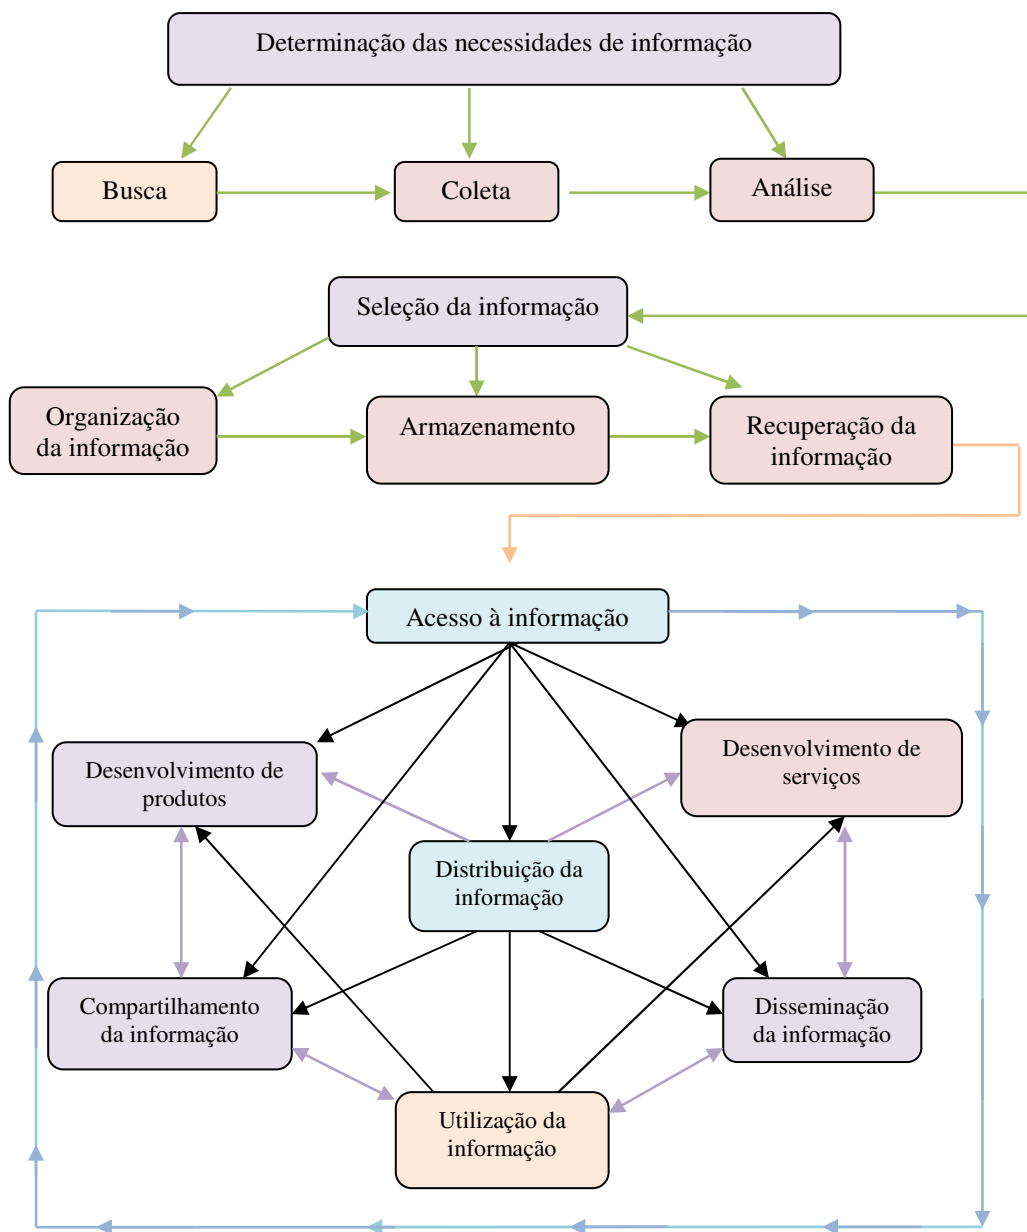 Determinação das necessidades de informação
Busca
Coleta
Análise
Seleção da informação
Organização
da informação
Armazenamento
Recuperação da
informação
Acesso à informação
Desenvolvimento de
produtos
Desenvolvimento de
serviços
Distribuição da
informação
Compartilhamento
da informação
Disseminação
da informação
Utilização da
informação